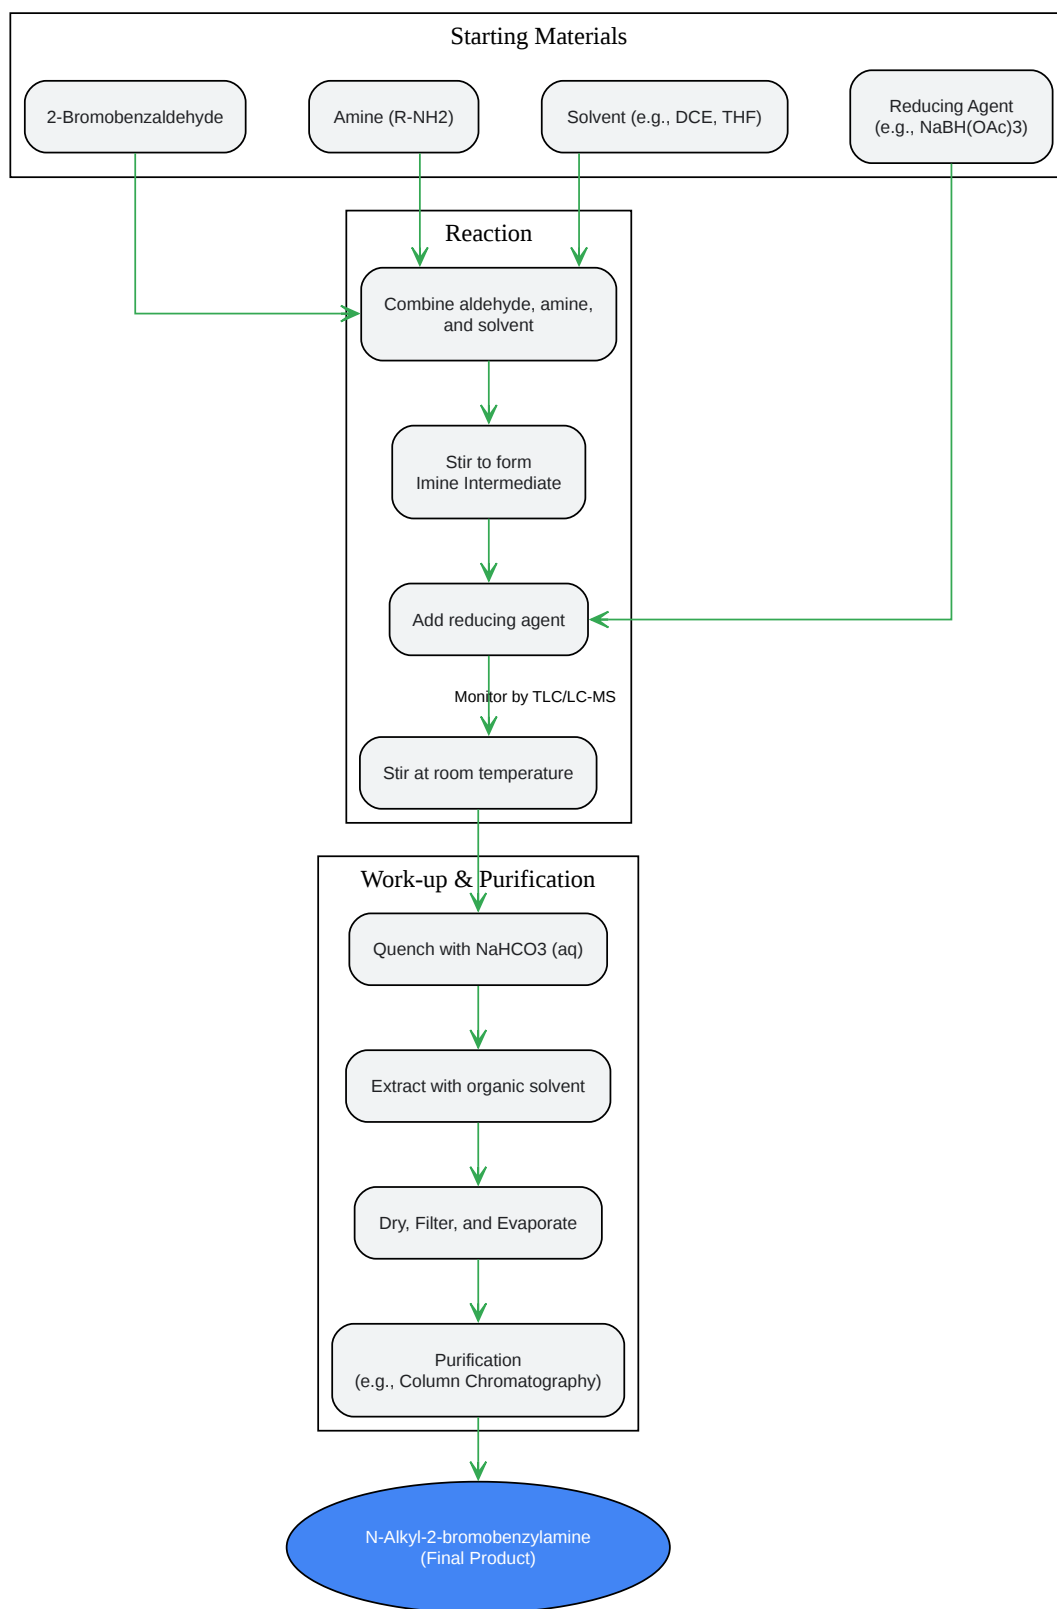 Starting Materials
2-Bromobenzaldehyde
Amine (R-NH2)
Solvent (e.g., DCE, THF)
Reducing Agent
(e.g., NaBH(OAc)3)
Reaction
Combine aldehyde, amine,
and solvent
Stir to form
Imine Intermediate
Add reducing agent
Monitor by TLC/LC-MS
Stir at room temperature
Work-up & Purification
Quench with NaHCO3 (aq)
Extract with organic solvent
Dry, Filter, and Evaporate
Purification
(e.g., Column Chromatography)
N-Alkyl-2-bromobenzylamine
(Final Product)